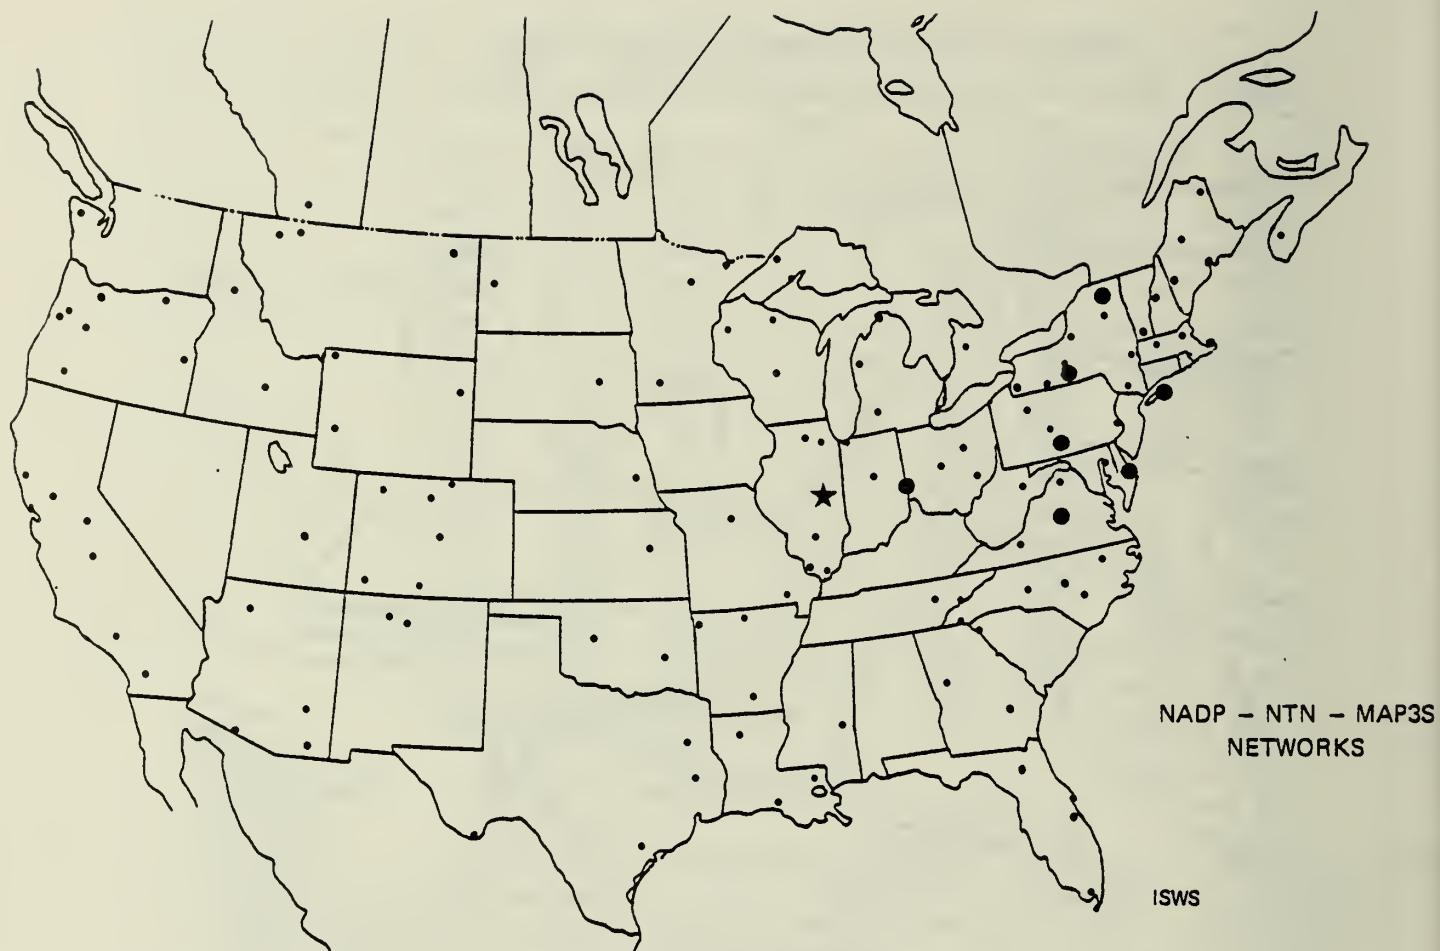 NADP – NTN – MAP3S
NETWORKS
ISWS